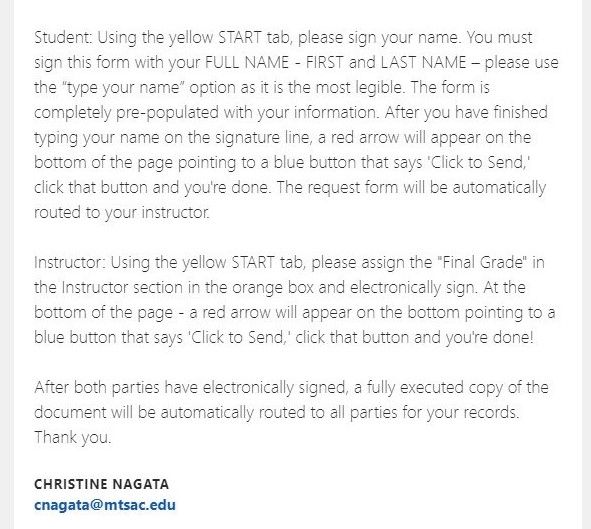 Student: Using the yellow START tab, please sign your name. You must
sign this form with your FULL NAME - FIRST and LAST NAME – please use
the “type your name” option as it is the most legible. The form is
completely pre-populated with your information. After you have finished
typing your name on the signature line, a red arrow will appear on the
bottom of the page pointing to a blue button that says 'Click to Send,'
click that button and you're done. The request form will be automatically
routed to your instructor.
Instructor: Using the yellow START tab, please assign the "Final Grade" in
the Instructor section in the orange box and electronically sign. At the
bottom of the page - a red arrow will appear on the bottom pointing to a
blue button that says 'Click to Send,' click that button and you're done!
After both parties have electronically signed, a fully executed copy of the
document will be automatically routed to all parties for your records.
Thank you.
CHRISTINE NAGATA
cnagata@mtsac.edu